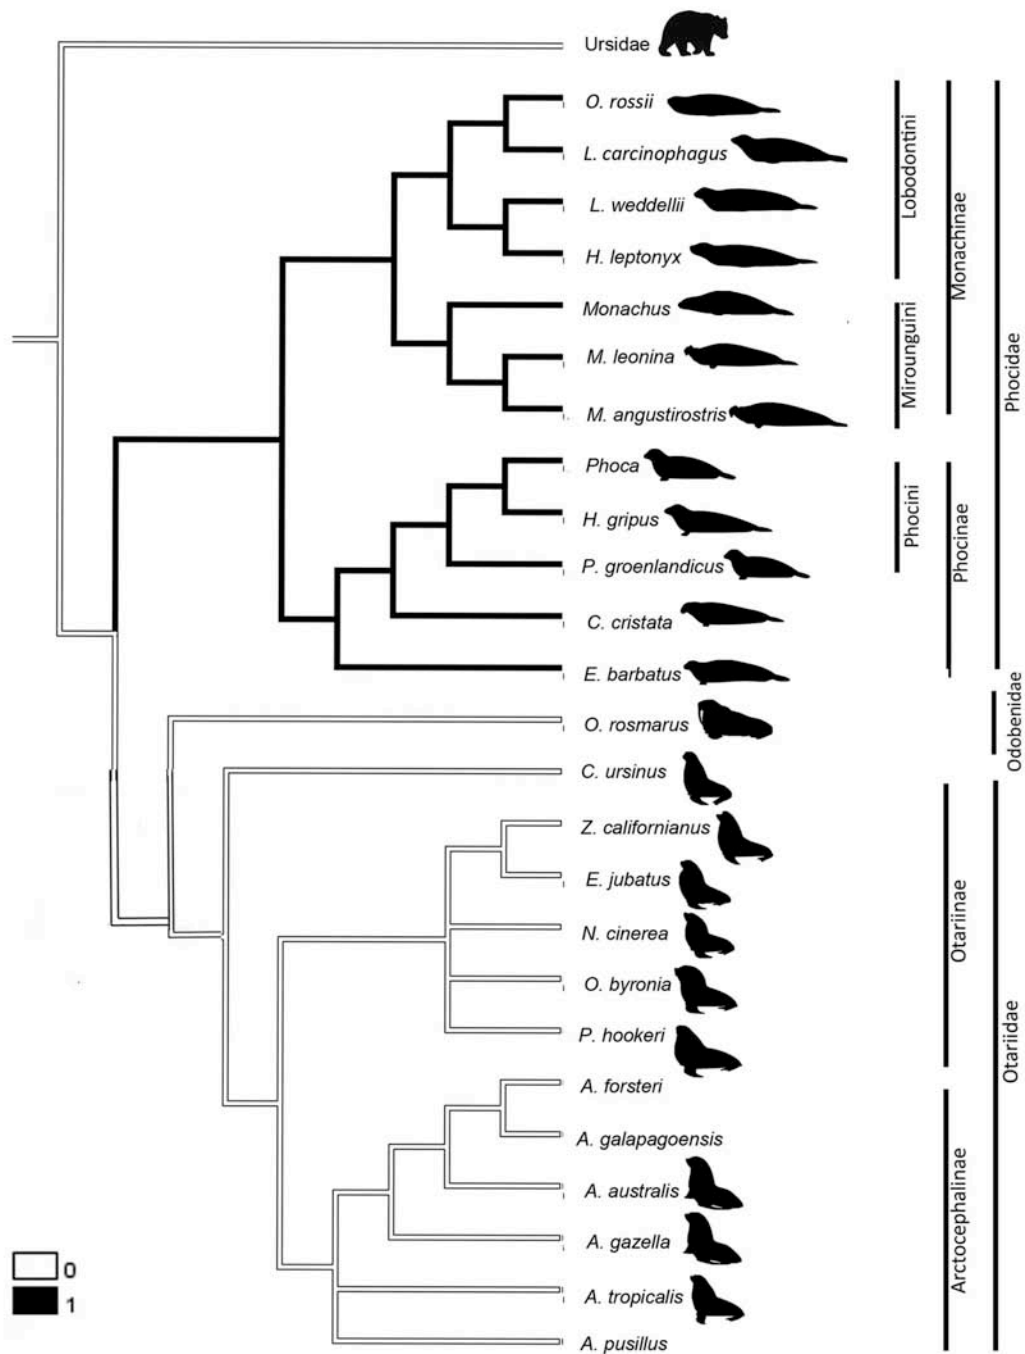 Ursidae
O. rossii
L. carcinophagus
L. weddellii
H. leptonyx
Monachus
M. leonina
M. angustirostris
Phoca
H. gripus
P. groenlandicus
C. cristata
E. barbatus
O. rosmarus
C. ursinus
Z. californianus
E. jubatus
N. cinerea
O. byronia
P. hookeri
A. forsteri
A. galapagoensis
A. australis
A. gazella
A. tropicalis
A. pusillus
Lobodontini
Mirounguini
Phocini
Monachinae
Phocinae
Otariinae
Arctocephalinae
Phocidae
Odobenidae
Otariidae
0
1